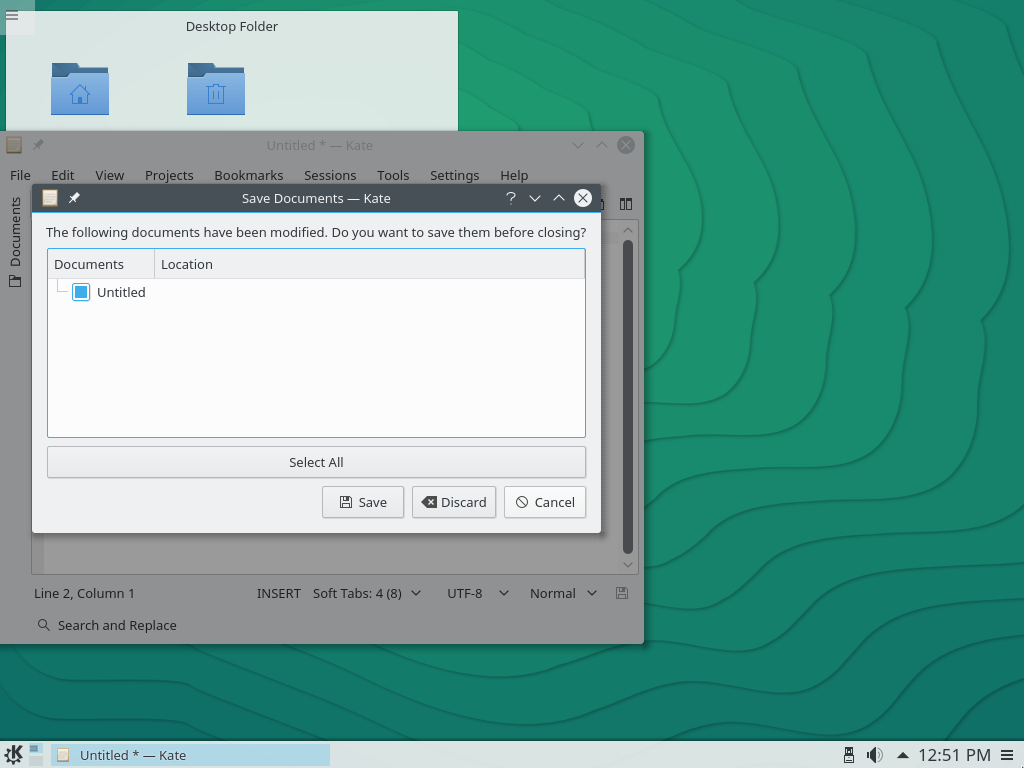 Desktop Folder
Untitled * — Kate
File Edit View Projects Bookmarks Sessions Tools Settings Help
Documents
Save Documents — Kate
The following documents have been modified. Do you want to save them before closing?
Documents Location
Untitled
Select All
Save Discard Cancel
Line 2, Column 1 INSERT Soft Tabs: 4 (8) UTF-8 Normal
Search and Replace
Untitled * — Kate 12:51 PM